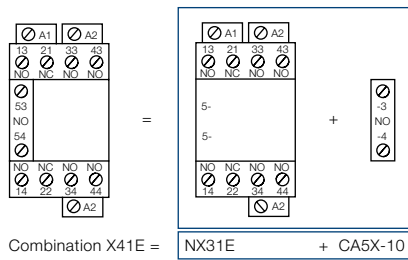 A1 A2 A1 A2
13 21 33 43 13 21 33 43
NO NC NO NO NO NC NO NO
53 5- -3
NO = + NO
54 5- -4
NO NC NO NO NO NC NO NO
14 22 34 44 14 22 34 44
A2 A2
Combination X41E = NX31E + CA5X-10